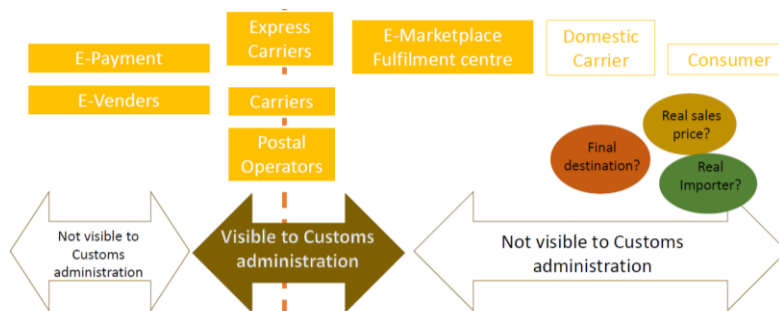 E-Payment
E-Venders
Express
Carriers
Carriers
Postal
Operators
E-Marketplace
Fulfilment centre
Domestic
Carrier
Consumer
Real sales
price?
Final
destination?
Real
Importer?
Not visible to
Customs
administration
Visible to Customs
administration
Not visible to Customs
administration